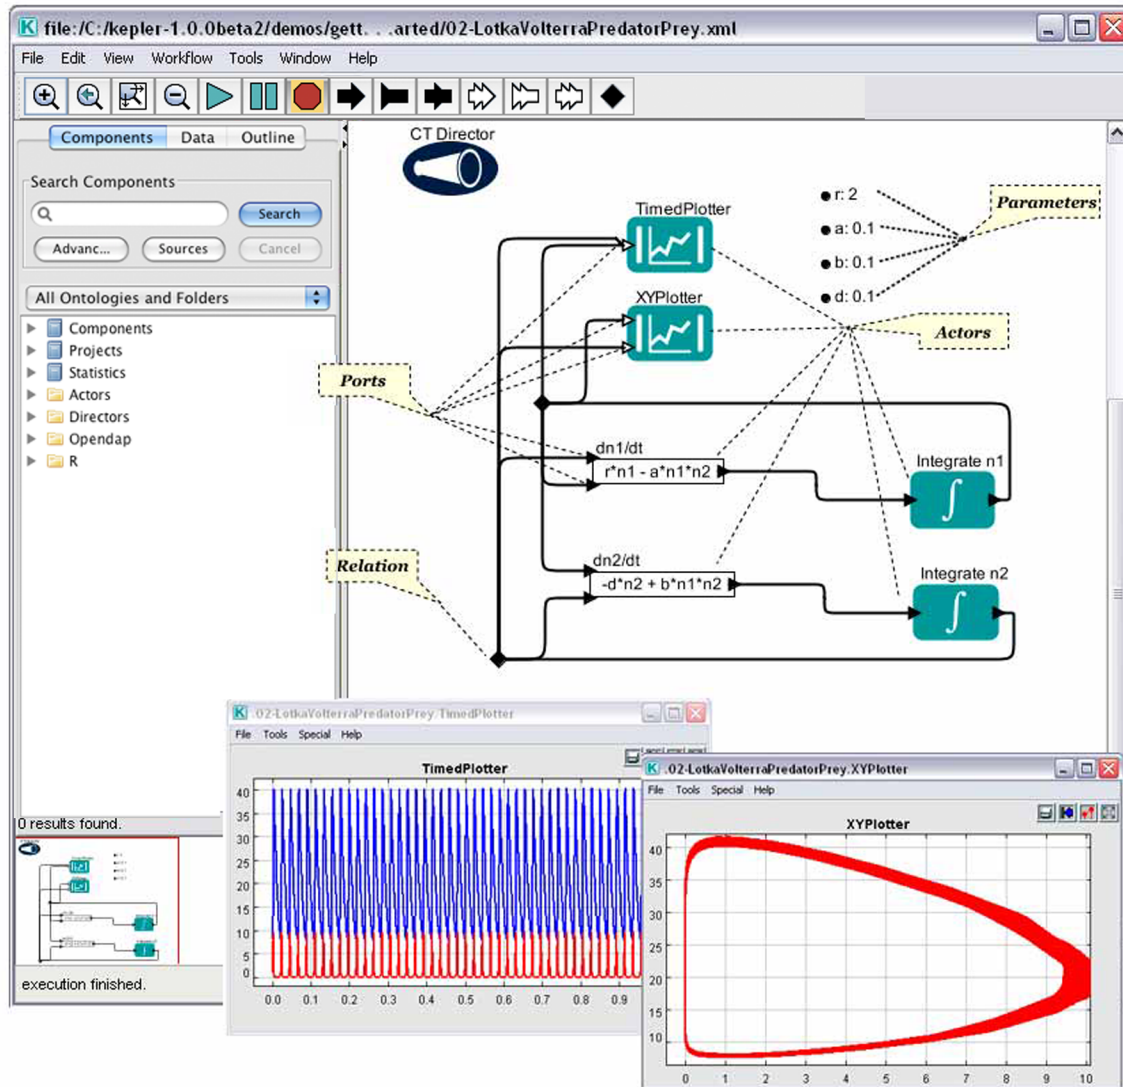 file:/C:/kepler-1.0.0beta2/demos/gett. . .arted/02-LotkaVolterraPredatorPrey.xml
File Edit View Workflow Tools Window Help
Components Data Outline
Search Components
Search
Advanc... Sources Cancel
All Ontologies and Folders
Components
Projects
Statistics
Actors
Directors
Opendap
R
0 results found.
execution finished.
CT Director
TimedPlotter
XYPlotter
r: 2
a: 0.1
b: 0.1
d: 0.1
Parameters
Actors
Ports
Relation
dn1/dt
r*n1 - a*n1*n2
Integrate n1
dn2/dt
-d*n2 + b*n1*n2
Integrate n2
.02-LotkaVolterraPredatorPrey.TimedPlotter
File Tools Special Help
TimedPlotter
40
35
30
25
20
15
10
5
0
0.0 0.1 0.2 0.3 0.4 0.5 0.6 0.7 0.8 0.9
.02-LotkaVolterraPredatorPrey.XYPlotter
File Tools Special Help
XYPlotter
40
35
30
25
20
15
10
0 1 2 3 4 5 6 7 8 9 10